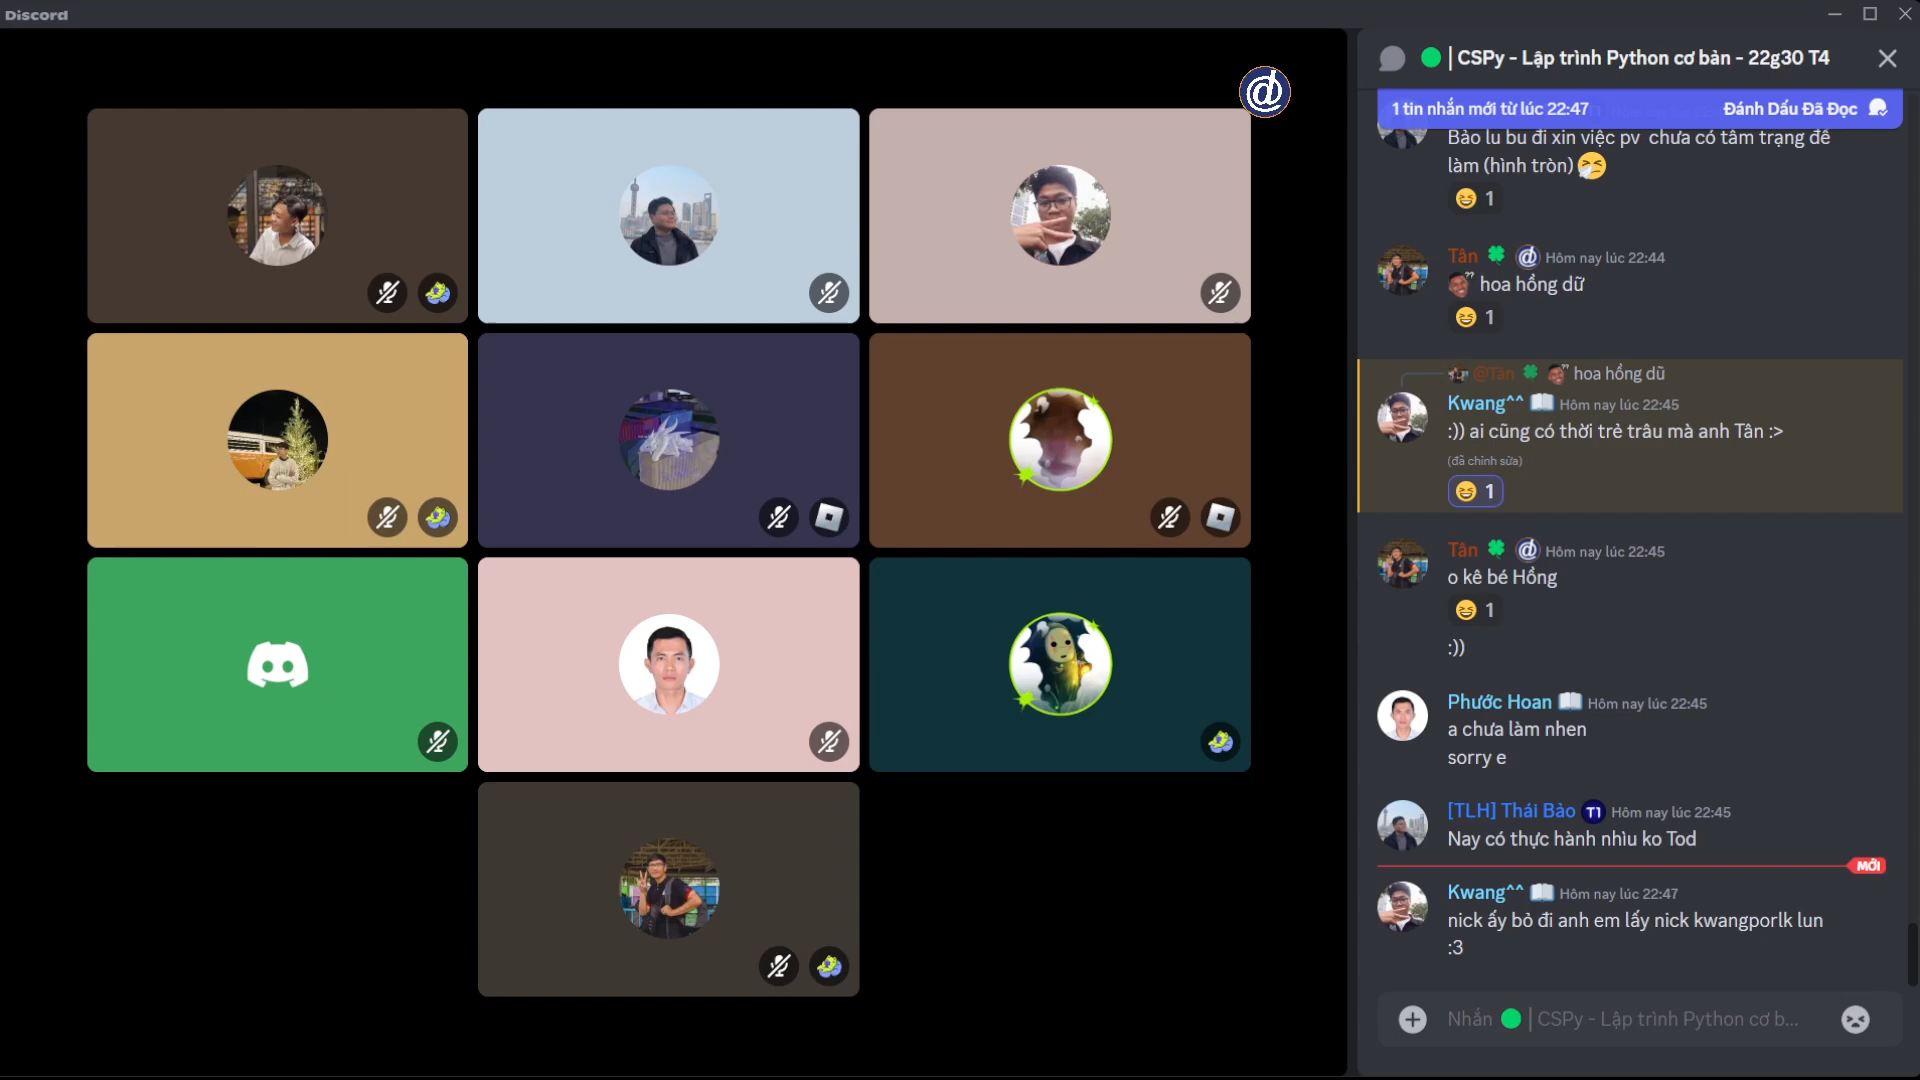 Discord
| CSPy - Lập trình Python cơ bản - 22g30 T4
1 tin nhắn mới từ lúc 22:47
Đánh Dấu Đã Đọc
Bảo lu bu đi xin việc pv chưa có tâm trạng để
làm (hình tròn)
1
Tân @ Hôm nay lúc 22:44
hoa hồng dữ
1
@Tân hoa hồng dữ
Kwang^^ Hôm nay lúc 22:45
:)) ai cũng có thời trẻ trâu mà anh Tân :>
(đã chỉnh sửa)
1
Tân @ Hôm nay lúc 22:45
o kê bé Hồng
1
:))
Phước Hoan Hôm nay lúc 22:45
a chưa làm nhen
sorry e
[TLH] Thái Bảo T1 Hôm nay lúc 22:45
Nay có thực hành nhìu ko Tod
MỚI
Kwang^^ Hôm nay lúc 22:47
nick ấy bỏ đi anh em lấy nick kwangporlk lun
:3
Nhắn | CSPy - Lập trình Python cơ b...